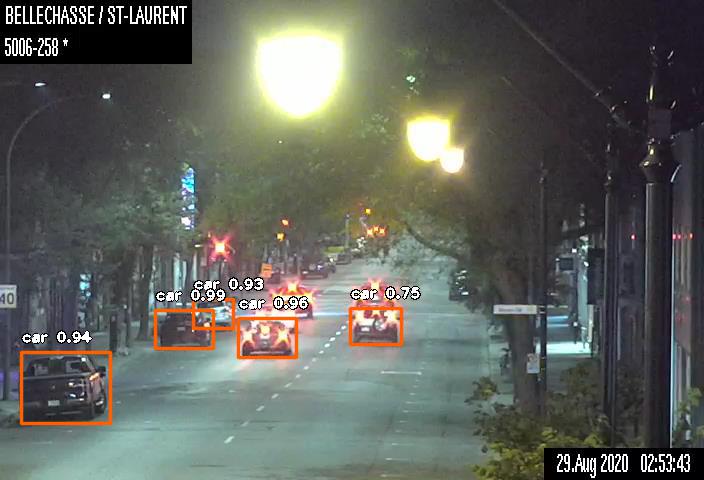 BELLECHASSE / ST-LAURENT
5006-258 *
car 0.93
car 0.99
car 0.96
car 0.75
car 0.94
40
29.Aug 2020 02:53:43